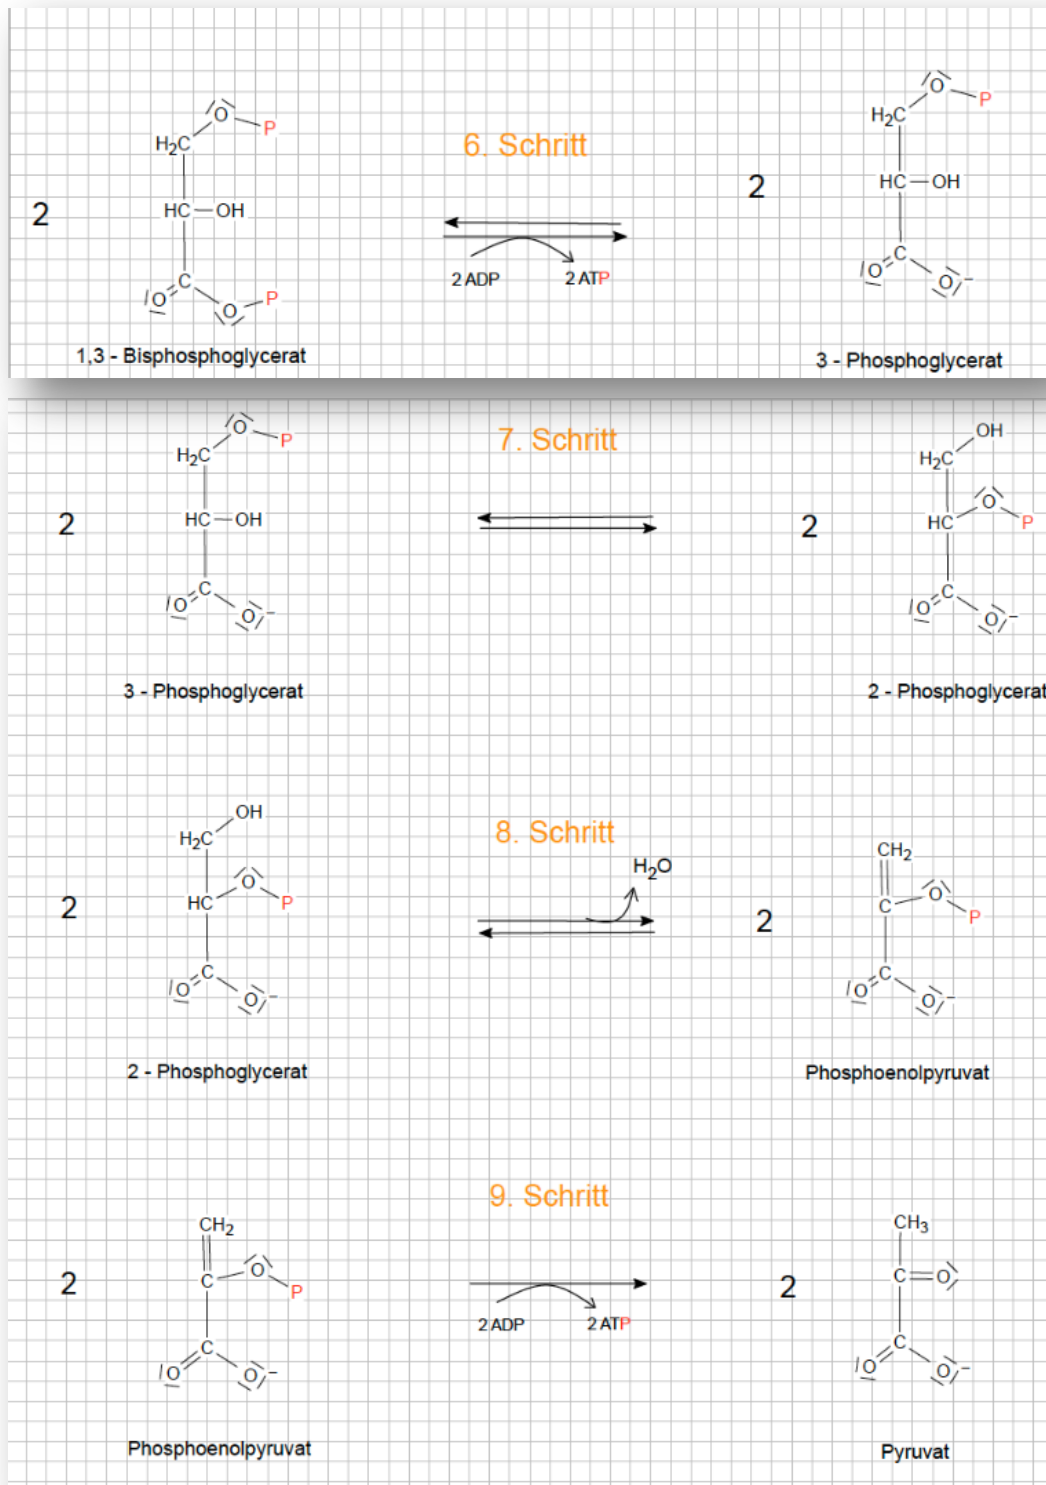 O
P
H2C
6. Schritt
O
P
H2C
2
HC—OH
2
HC—OH
2 ADP
2 ATP
C
O
O
P
C
O
O–
1,3 - Bisphosphoglycerat
3 - Phosphoglycerat
O
P
H2C
7. Schritt
OH
H2C
2
HC—OH
2
HC
O
P
C
O
O–
C
O
O–
3 - Phosphoglycerat
2 - Phosphoglycerat
OH
H2C
8. Schritt
H2O
CH2
2
HC
O
P
2
C
O
P
C
O
O–
C
O
O–
2 - Phosphoglycerat
Phosphoenolpyruvat
9. Schritt
CH2
CH3
2
C
O
P
2 ADP
2 ATP
2
C=O
C
O
O–
C
O
O–
Phosphoenolpyruvat
Pyruvat